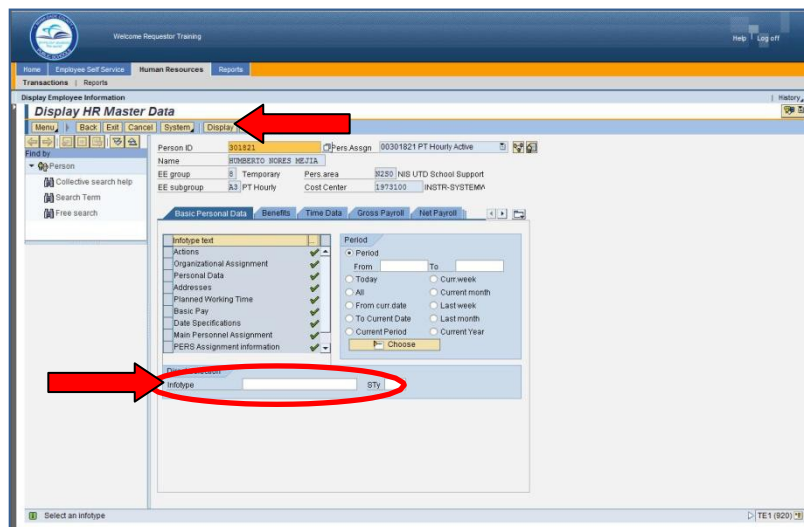 Welcome Requestor Training
Help Log off
Home Employee Self Service Human Resources Reports
Transactions | Reports
Display Employee Information
History
Display HR Master Data
Menu Back Exit Cancel System Display
Find by
Person
Collective search help
Search Term
Free search
Person ID 301821 Pers.Assgn 00301821 PT Hourly Active
Name HUMBERTO NORES MEJIA
EE group 8 Temporary Pers.area N250 NIS UTD School Support
EE subgroup A3 PT Hourly Cost Center 1973100 INSTR-SYSTEMW
Basic Personal Data Benefits Time Data Gross Payroll Net Payroll
Infotype text
Actions
Organizational Assignment
Personal Data
Addresses
Planned Working Time
Basic Pay
Date Specifications
Main Personnel Assignment
PERS Assignment information
Period
Period
From To
Today Curr.week
All Current month
From curr.date Last week
To Current Date Last month
Current Period Current Year
Choose
Infotype STy
Select an infotype
TE1 (920)